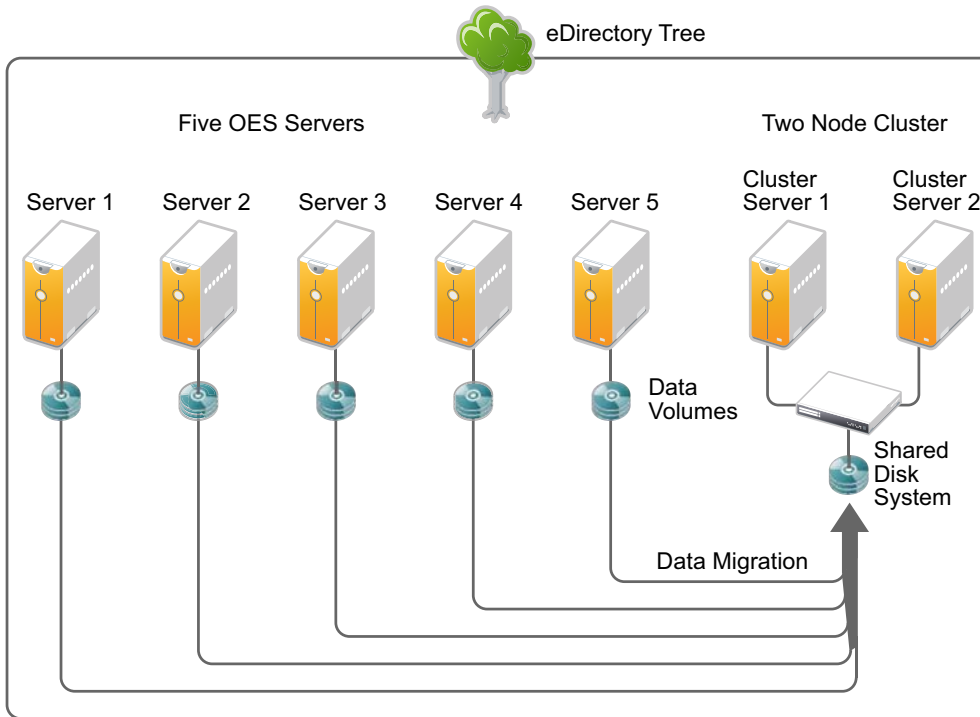 eDirectory Tree
Five OES Servers
Two Node Cluster
Server 1
Server 2
Server 3
Server 4
Server 5
Cluster
Server 1
Cluster
Server 2
Data
Volumes
Shared
Disk
System
Data Migration